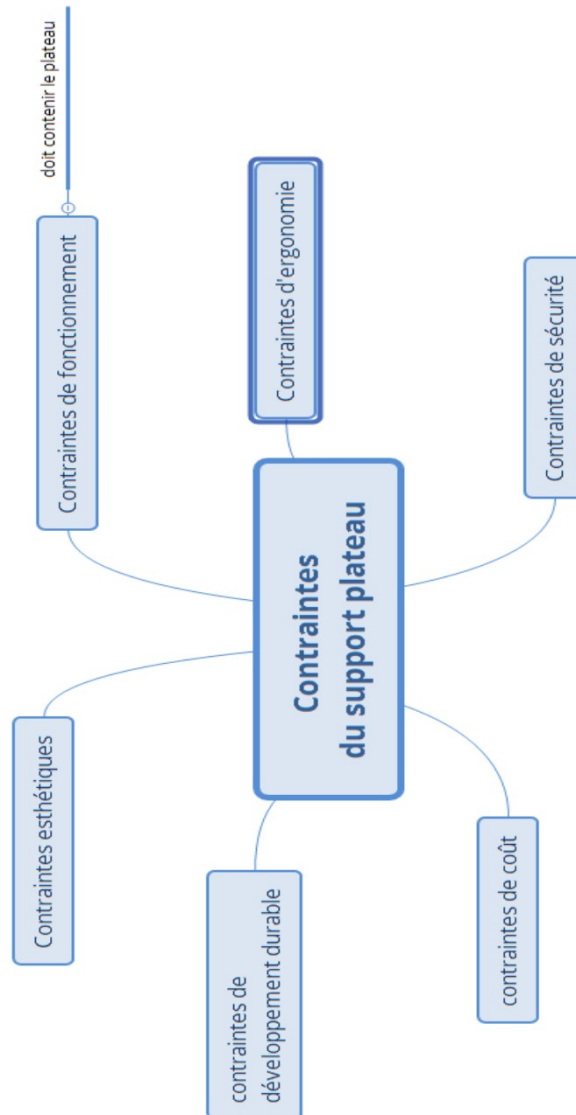 doit contenir le plateau
Contraintes de fonctionnement
Contraintes d'ergonomie
Contraintes de sécurité
Contraintes
du support plateau
Contraintes esthétiques
contraintes de
développement durable
contraintes de coût